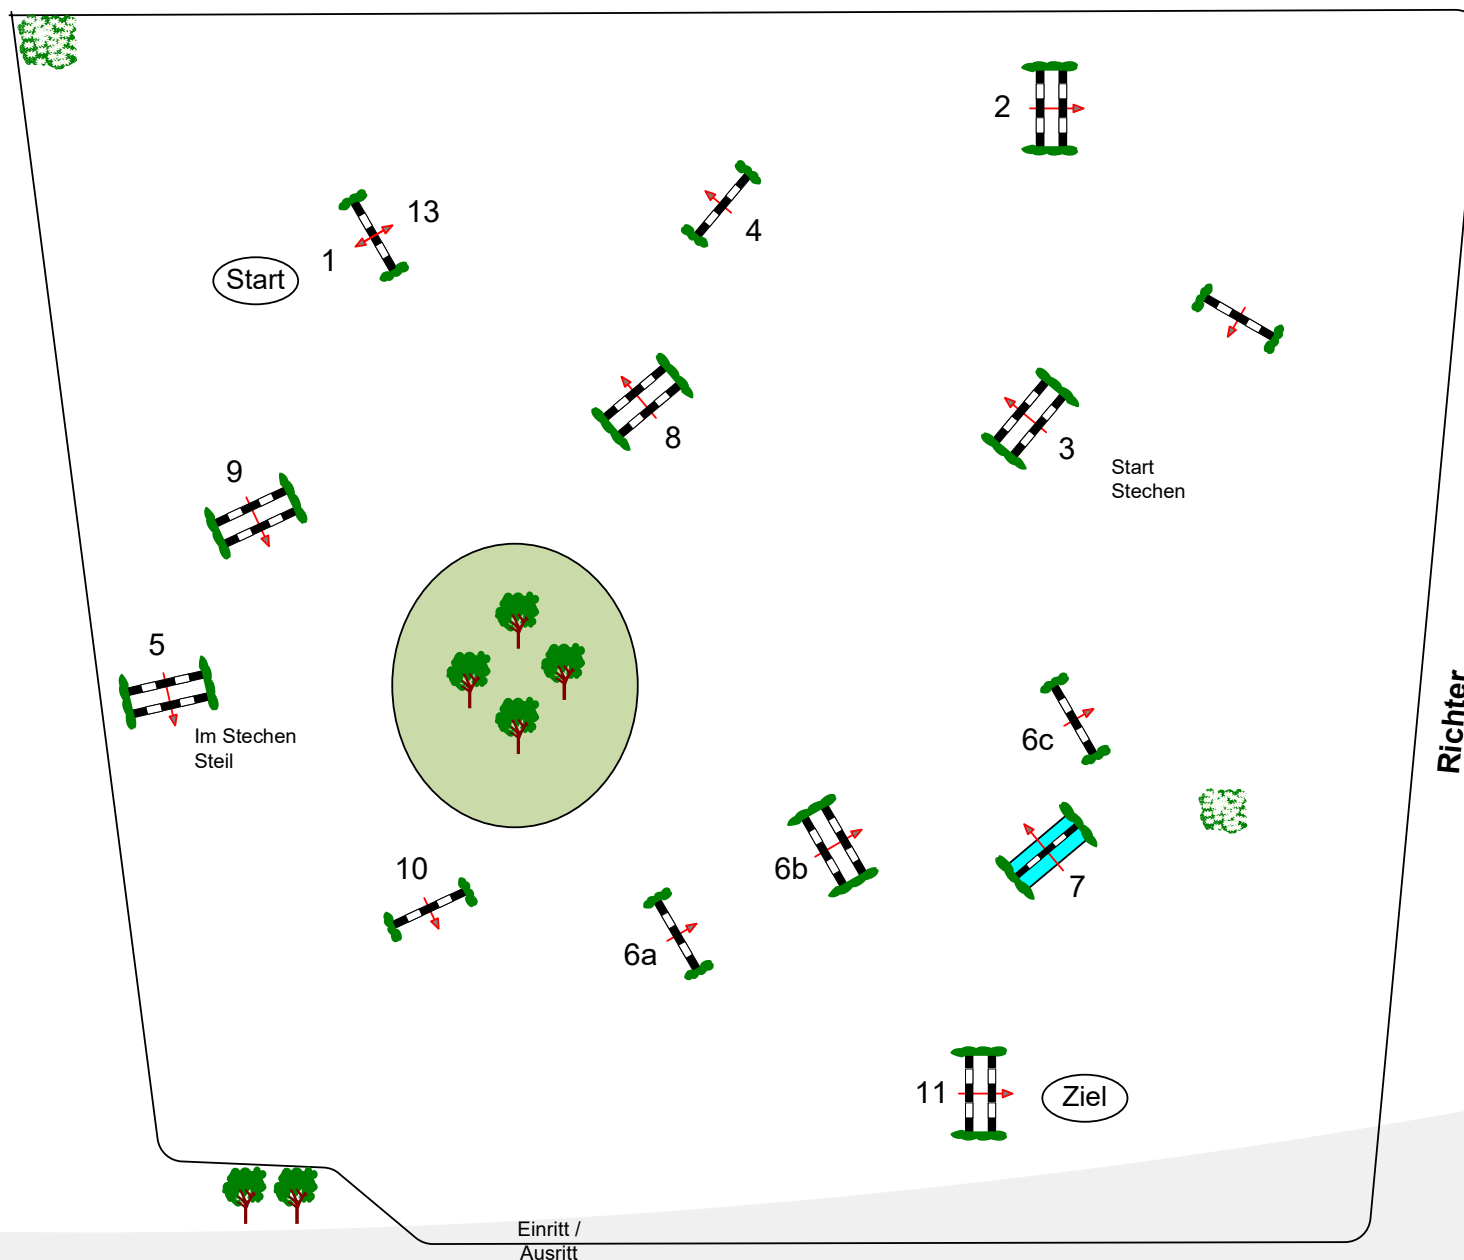 2
13
4
1
Start
8
3
9
Start
Stechen
5
Im Stechen
Steil
Richter
6c
10
6b
7
6a
11
Ziel
Einritt /
Ausritt